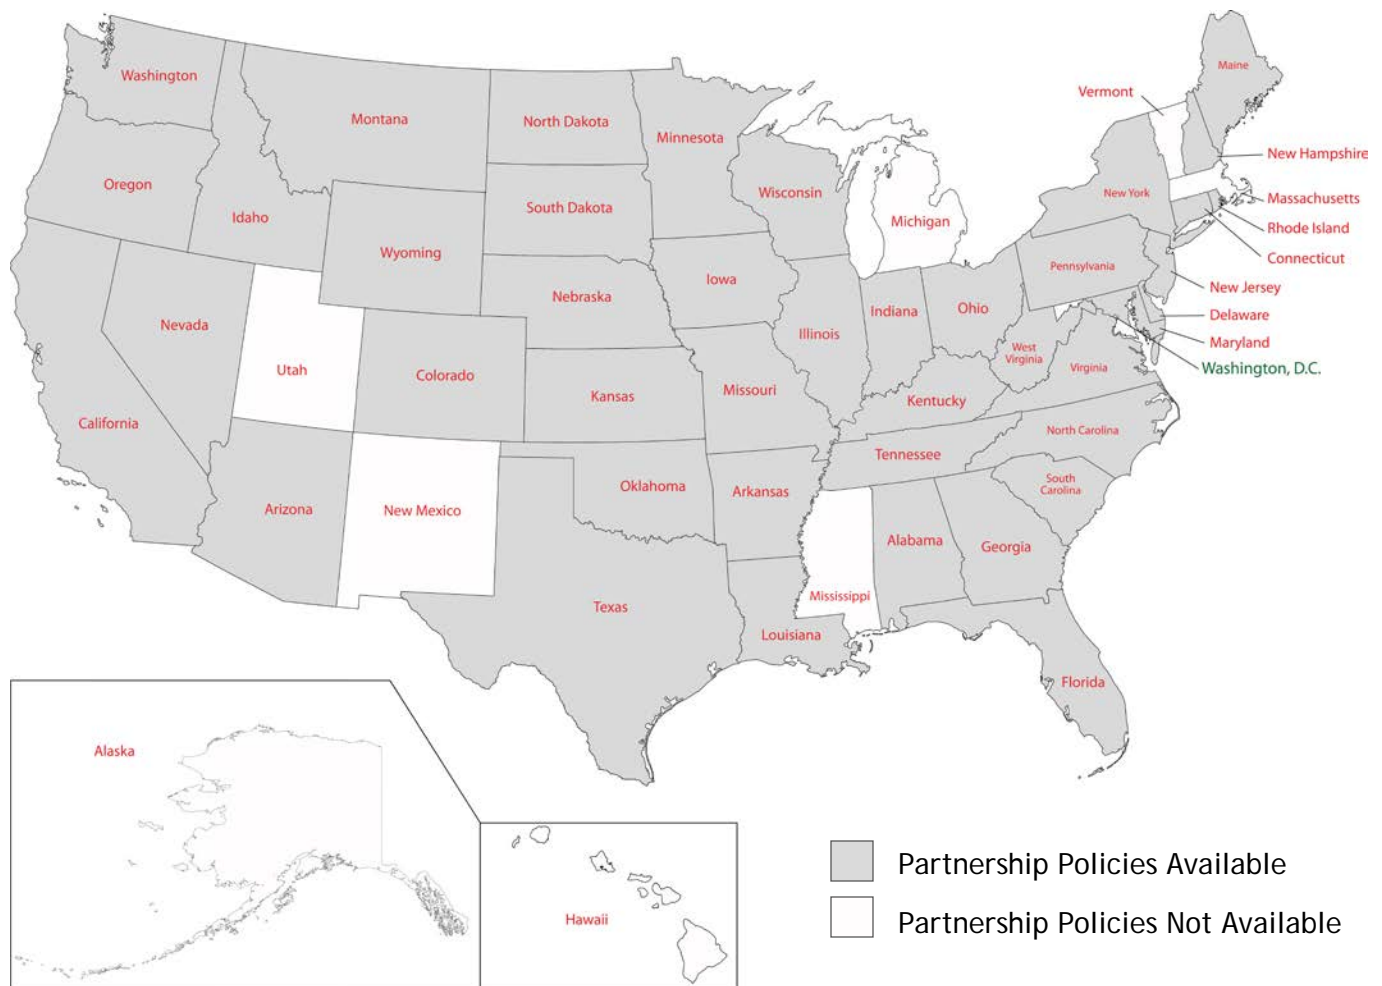 Washington
Montana
North Dakota
Minnesota
Maine
Vermont
New Hampshire
Oregon
Idaho
Wyoming
South Dakota
Wisconsin
Michigan
New York
Massachusetts
Rhode Island
Connecticut
Nebraska
Iowa
Pennsylvania
New Jersey
Nevada
Illinois
Indiana
Ohio
Delaware
Maryland
Washington, D.C.
Utah
Colorado
Kansas
Missouri
West
Virginia
Virginia
Kentucky
California
North Carolina
Tennessee
South
Carolina
Arizona
New Mexico
Oklahoma
Arkansas
Alabama
Georgia
Mississippi
Texas
Louisiana
Florida
Alaska
Hawaii
Partnership Policies Available
Partnership Policies Not Available